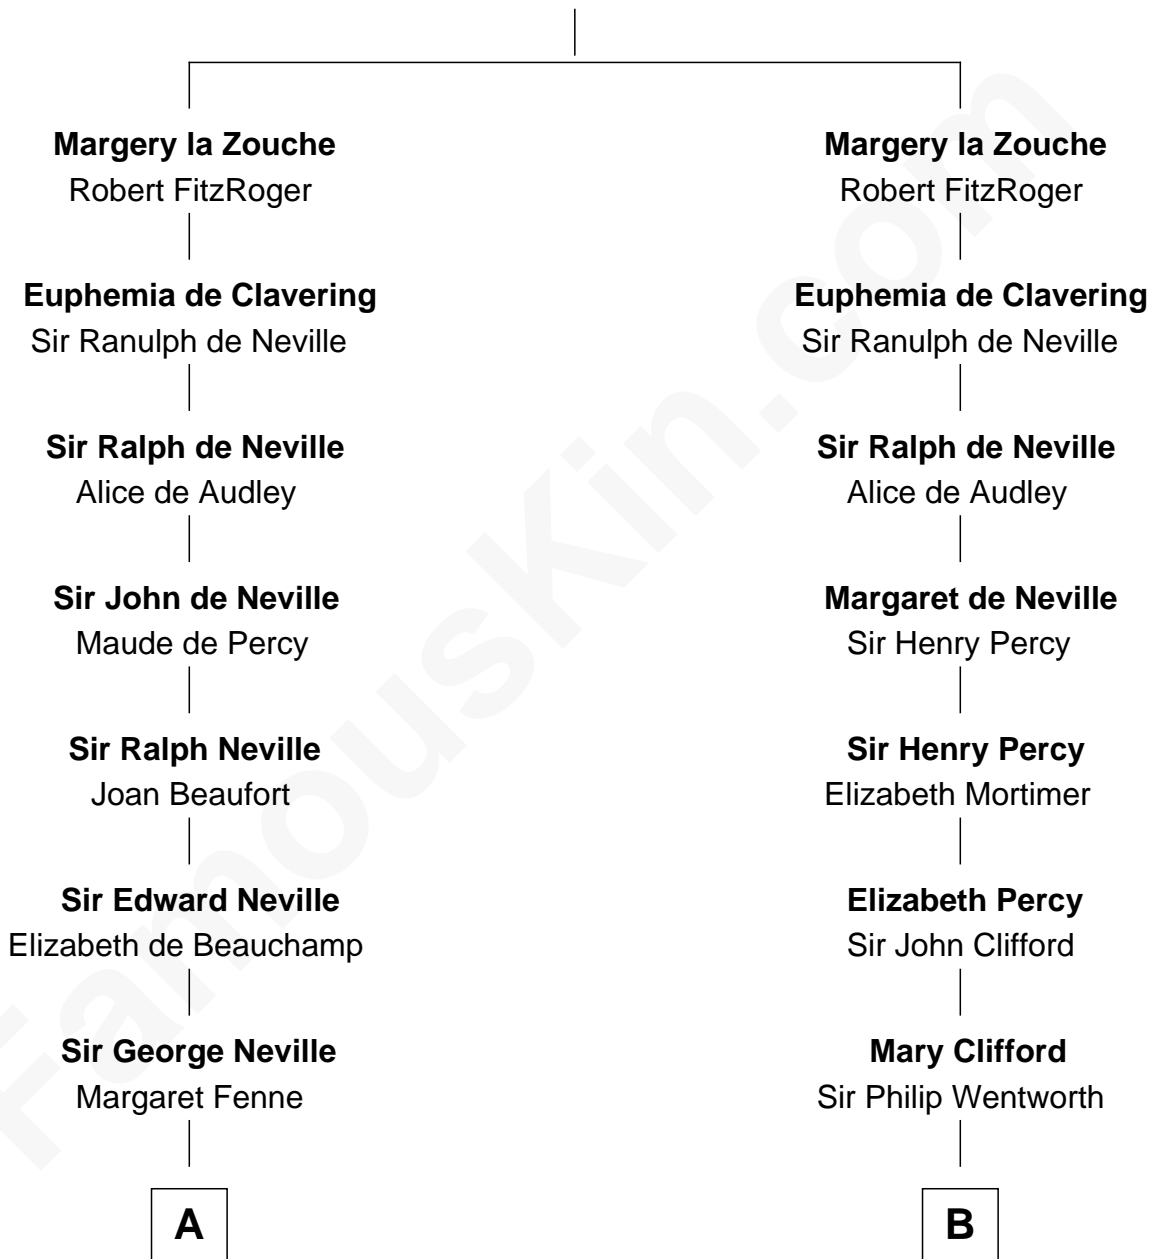 Margery la Zouche
Robert FitzRoger
Euphemia de Clavering
Sir Ranulph de Neville
Sir Ralph de Neville
Alice de Audley
Sir John de Neville
Maude de Percy
Sir Ralph Neville
Joan Beaufort
Sir Edward Neville
Elizabeth de Beauchamp
Sir George Neville
Margaret Fenne
A
Margery la Zouche
Robert FitzRoger
Euphemia de Clavering
Sir Ranulph de Neville
Sir Ralph de Neville
Alice de Audley
Margaret de Neville
Sir Henry Percy
Sir Henry Percy
Elizabeth Mortimer
Elizabeth Percy
Sir John Clifford
Mary Clifford
Sir Philip Wentworth
B
FamousKin.com